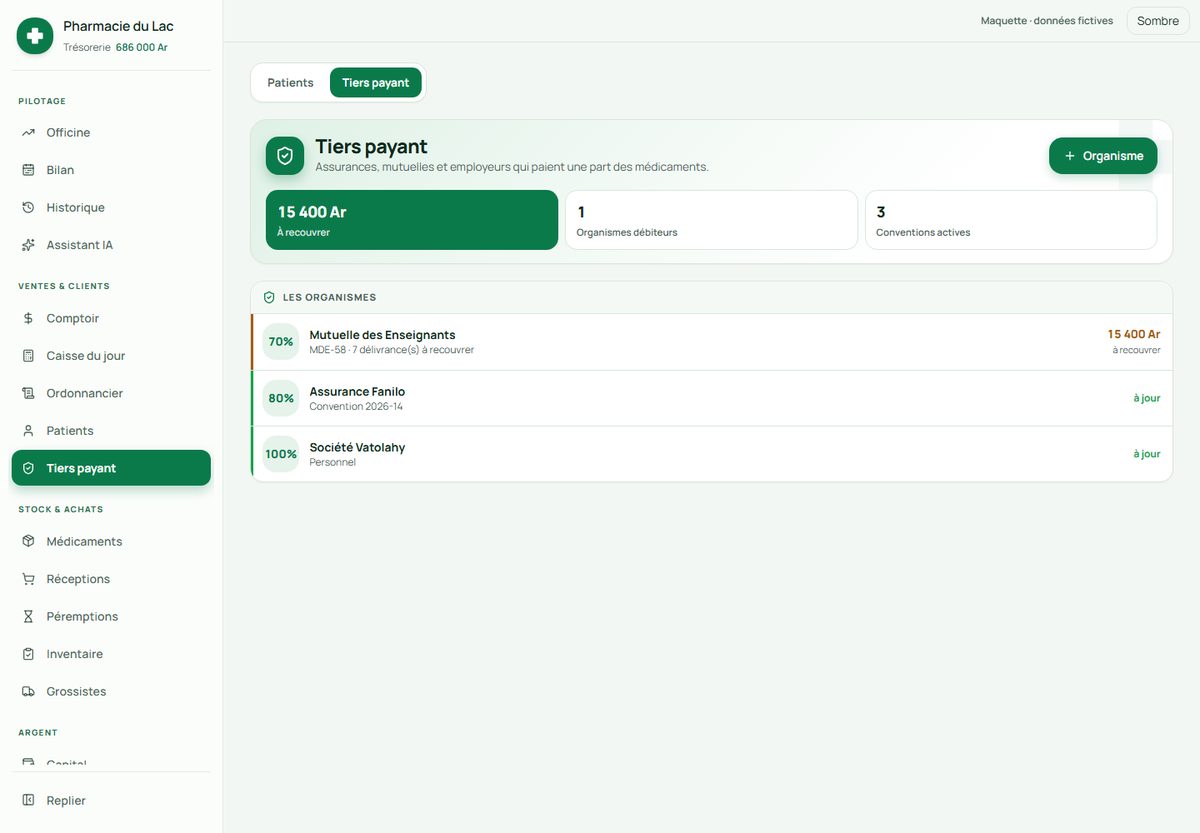 Pharmacie du Lac
Trésorerie 686 000 Ar
PILOTAGE
Officine
Bilan
Historique
Assistant IA
VENTES & CLIENTS
Comptoir
Caisse du jour
Ordonnancier
Patients
Tiers payant
STOCK & ACHATS
Médicaments
Réceptions
Péremptions
Inventaire
Grossistes
ARGENT
Capital
Replier
Maquette · données fictives
Sombre
Patients
Tiers payant
Tiers payant
Assurances, mutuelles et employeurs qui paient une part des médicaments.
+ Organisme
15 400 Ar
À recouvrer
1
Organismes débiteurs
3
Conventions actives
LES ORGANISMES
70%
Mutuelle des Enseignants
MDE-58 · 7 délivrance(s) à recouvrer
15 400 Ar
à recouvrer
80%
Assurance Fanilo
Convention 2026-14
à jour
100%
Société Vatolahy
Personnel
à jour